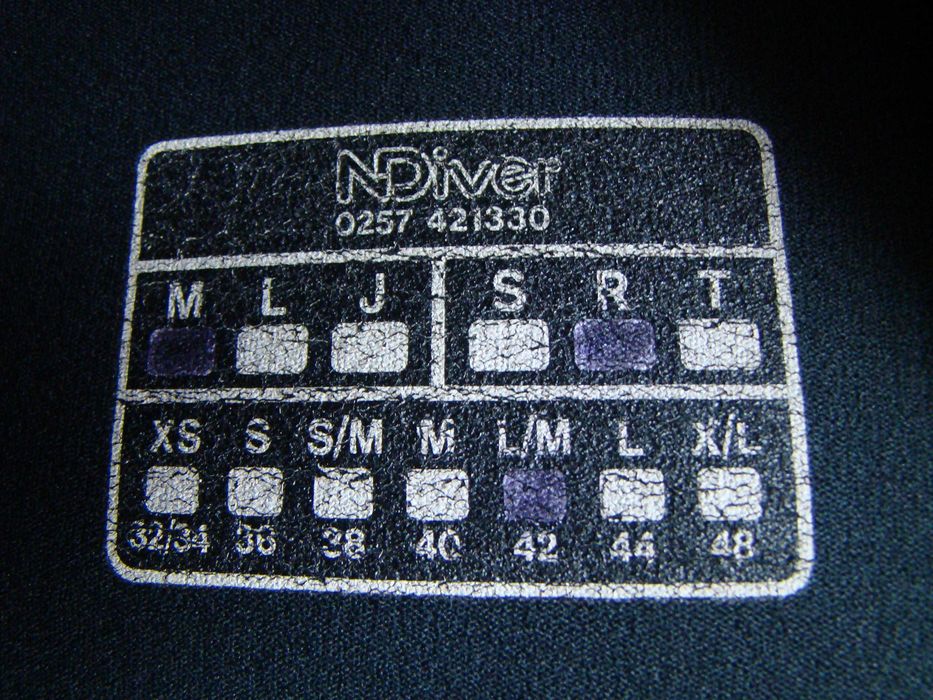 NDiver
0257 421330
M L J S R T
XS S S/M M L/M L X/L
32/34 36 38 40 42 44 48